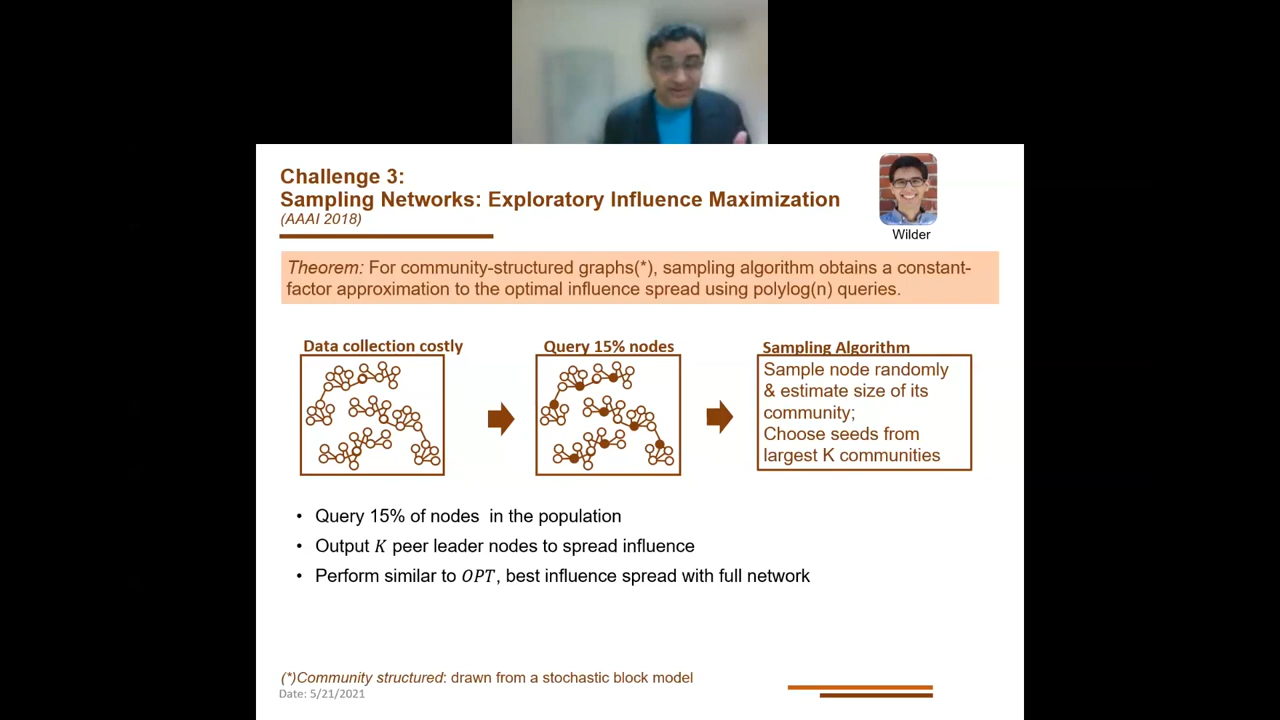 Challenge 3:
Sampling Networks: Exploratory Influence Maximization
(AAAI 2018)
Wilder
Theorem: For community-structured graphs(*), sampling algorithm obtains a constant-
factor approximation to the optimal influence spread using polylog(n) queries.
Data collection costly
Query 15% nodes
Sampling Algorithm
Sample node randomly
& estimate size of its
community;
Choose seeds from
largest K communities
• Query 15% of nodes in the population
• Output K peer leader nodes to spread influence
• Perform similar to OPT, best influence spread with full network
(*)Community structured: drawn from a stochastic block model
Date: 5/21/2021